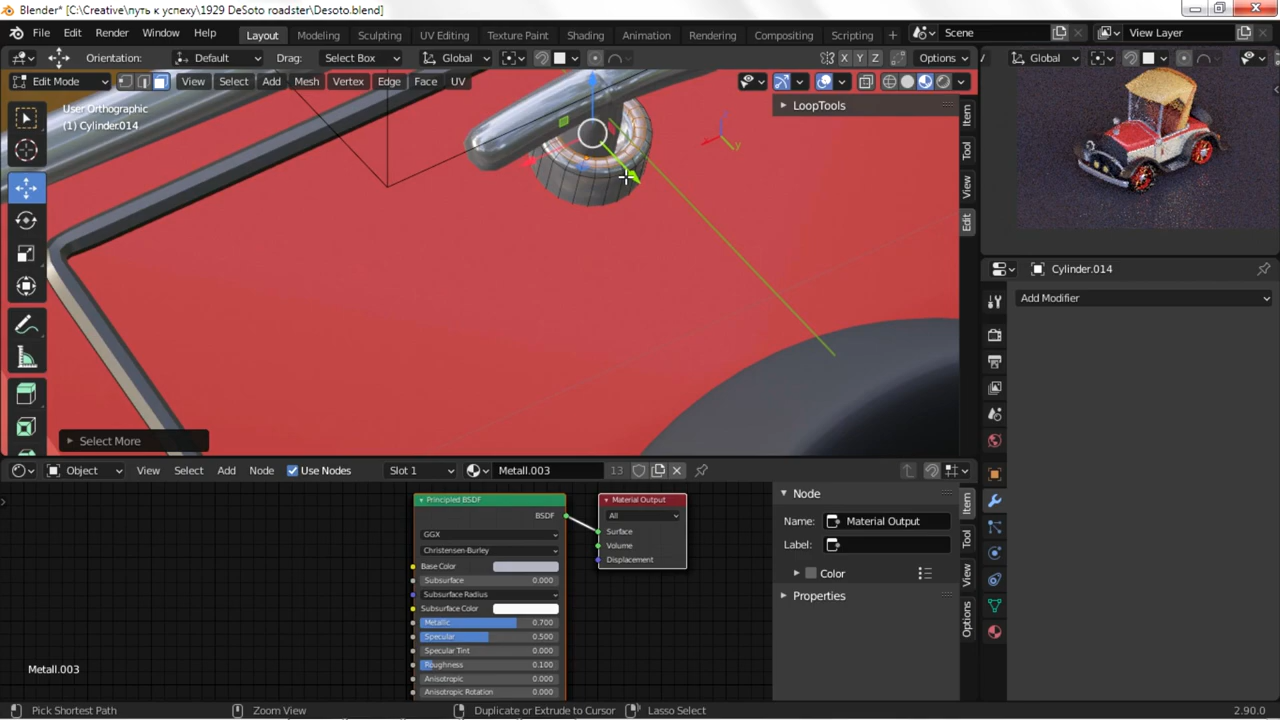 Blender* [C:\Creative\путь к успеху\1929 DeSoto roadster\Desoto.blend]
File Edit Render Window Help Layout Modeling Sculpting UV Editing Texture Paint Shading Animation Rendering Compositing Scripting + Scene View Layer
Orientation: Default Drag: Select Box Global X Y Z Options Global
Edit Mode View Select Add Mesh Vertex Edge Face UV
User Orthographic
(1) Cylinder.014
LoopTools
Item
Tool
View
Edit
Y
Cylinder.014
Add Modifier
Select More
Object View Select Add Node Use Nodes Slot 1 Metall.003 13
Principled BSDF
BSDF
GGX
Christensen-Burley
Base Color
Subsurface 0.000
Subsurface Radius
Subsurface Color
Metallic 0.700
Specular 0.500
Specular Tint 0.000
Roughness 0.100
Anisotropic 0.000
Anisotropic Rotation 0.000
Material Output
All
Surface
Volume
Displacement
Node
Name: Material Output
Label:
Color
Properties
Item
Tool
View
Options
Metall.003
Pick Shortest Path Zoom View Duplicate or Extrude to Cursor Lasso Select 2.90.0